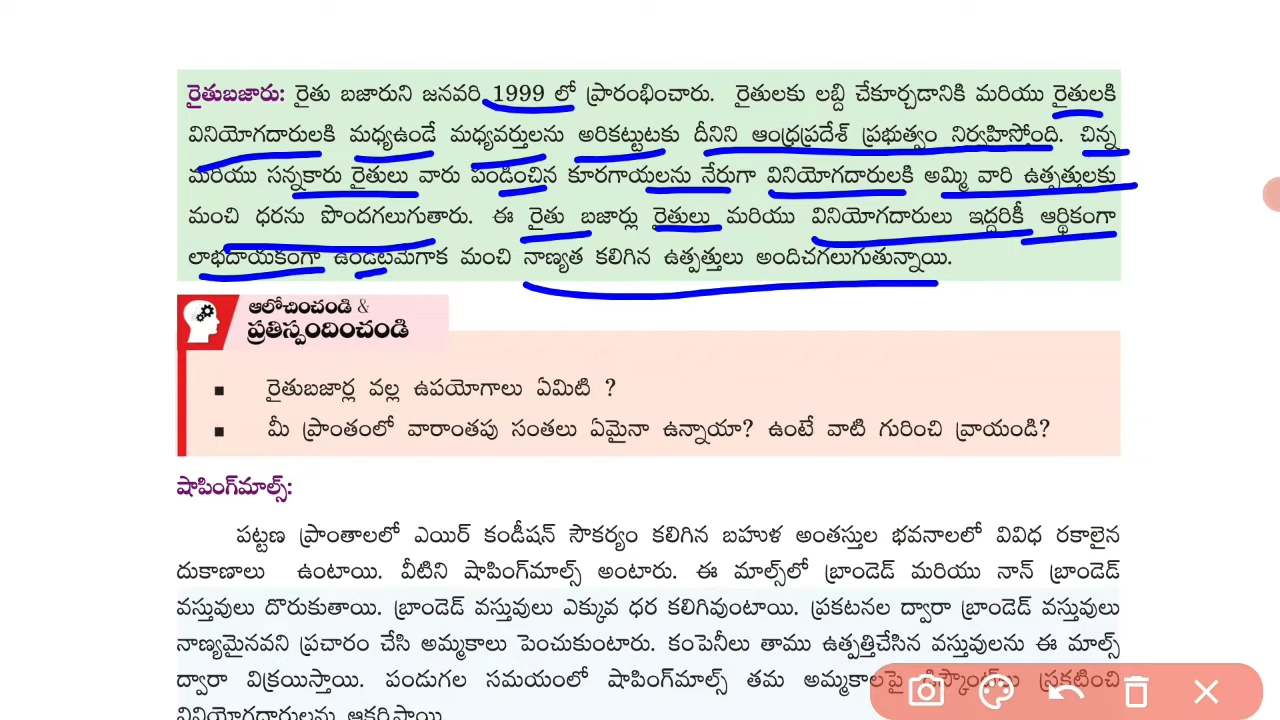 రైతుబజారు: రైతు బజారుని జనవరి 1999 లో ప్రారంభించారు. రైతులకు లబ్ది చేకూర్చడానికి మరియు రైతులకి
వినియోగదారులకి మధ్యఉండే మధ్యవర్తులను అరికట్టుటకు దీనిని ఆంధ్రప్రదేశ్ ప్రభుత్వం నిర్వహిస్తోంది. చిన్న
మరియు సన్నకారు రైతులు వారు పండించిన కూరగాయలను నేరుగా వినియోగదారులకి అమ్మి వారి ఉత్పత్తులకు
మంచి ధరను పొందగలుగుతారు. ఈ రైతు బజార్లు రైతులు మరియు వినియోగదారులు ఇద్దరికీ ఆర్థికంగా
లాభదాయకంగా ఉండటమేగాక మంచి నాణ్యత కలిగిన ఉత్పత్తులు అందిచగలుగుతున్నాయి.
ఆలోచించండి &
ప్రతిస్పందించండి
▪ రైతుబజార్ల వల్ల ఉపయోగాలు ఏమిటి ?
▪ మీ ప్రాంతంలో వారాంతపు సంతలు ఏమైనా ఉన్నాయా? ఉంటే వాటి గురించి వ్రాయండి?
షాపింగ్‌మాల్స్:
పట్టణ ప్రాంతాలలో ఎయిర్ కండీషన్ సౌకర్యం కలిగిన బహుళ అంతస్తుల భవనాలలో వివిధ రకాలైన
దుకాణాలు ఉంటాయి. వీటిని షాపింగ్‌మాల్స్ అంటారు. ఈ మాల్స్‌లో బ్రాండెడ్ మరియు నాన్ బ్రాండెడ్
వస్తువులు దొరుకుతాయి. బ్రాండెడ్ వస్తువులు ఎక్కువ ధర కలిగివుంటాయి. ప్రకటనల ద్వారా బ్రాండెడ్ వస్తువులు
నాణ్యమైనవని ప్రచారం చేసి అమ్మకాలు పెంచుకుంటారు. కంపెనీలు తాము ఉత్పత్తిచేసిన వస్తువులను ఈ మాల్స్
ద్వారా విక్రయిస్తాయి. పండుగల సమయంలో షాపింగ్‌మాల్స్ తమ అమ్మకాలపై డిస్కౌంట్‌లు ప్రకటించి
వినియోగదారులను ఆకర్షిస్తాయి.